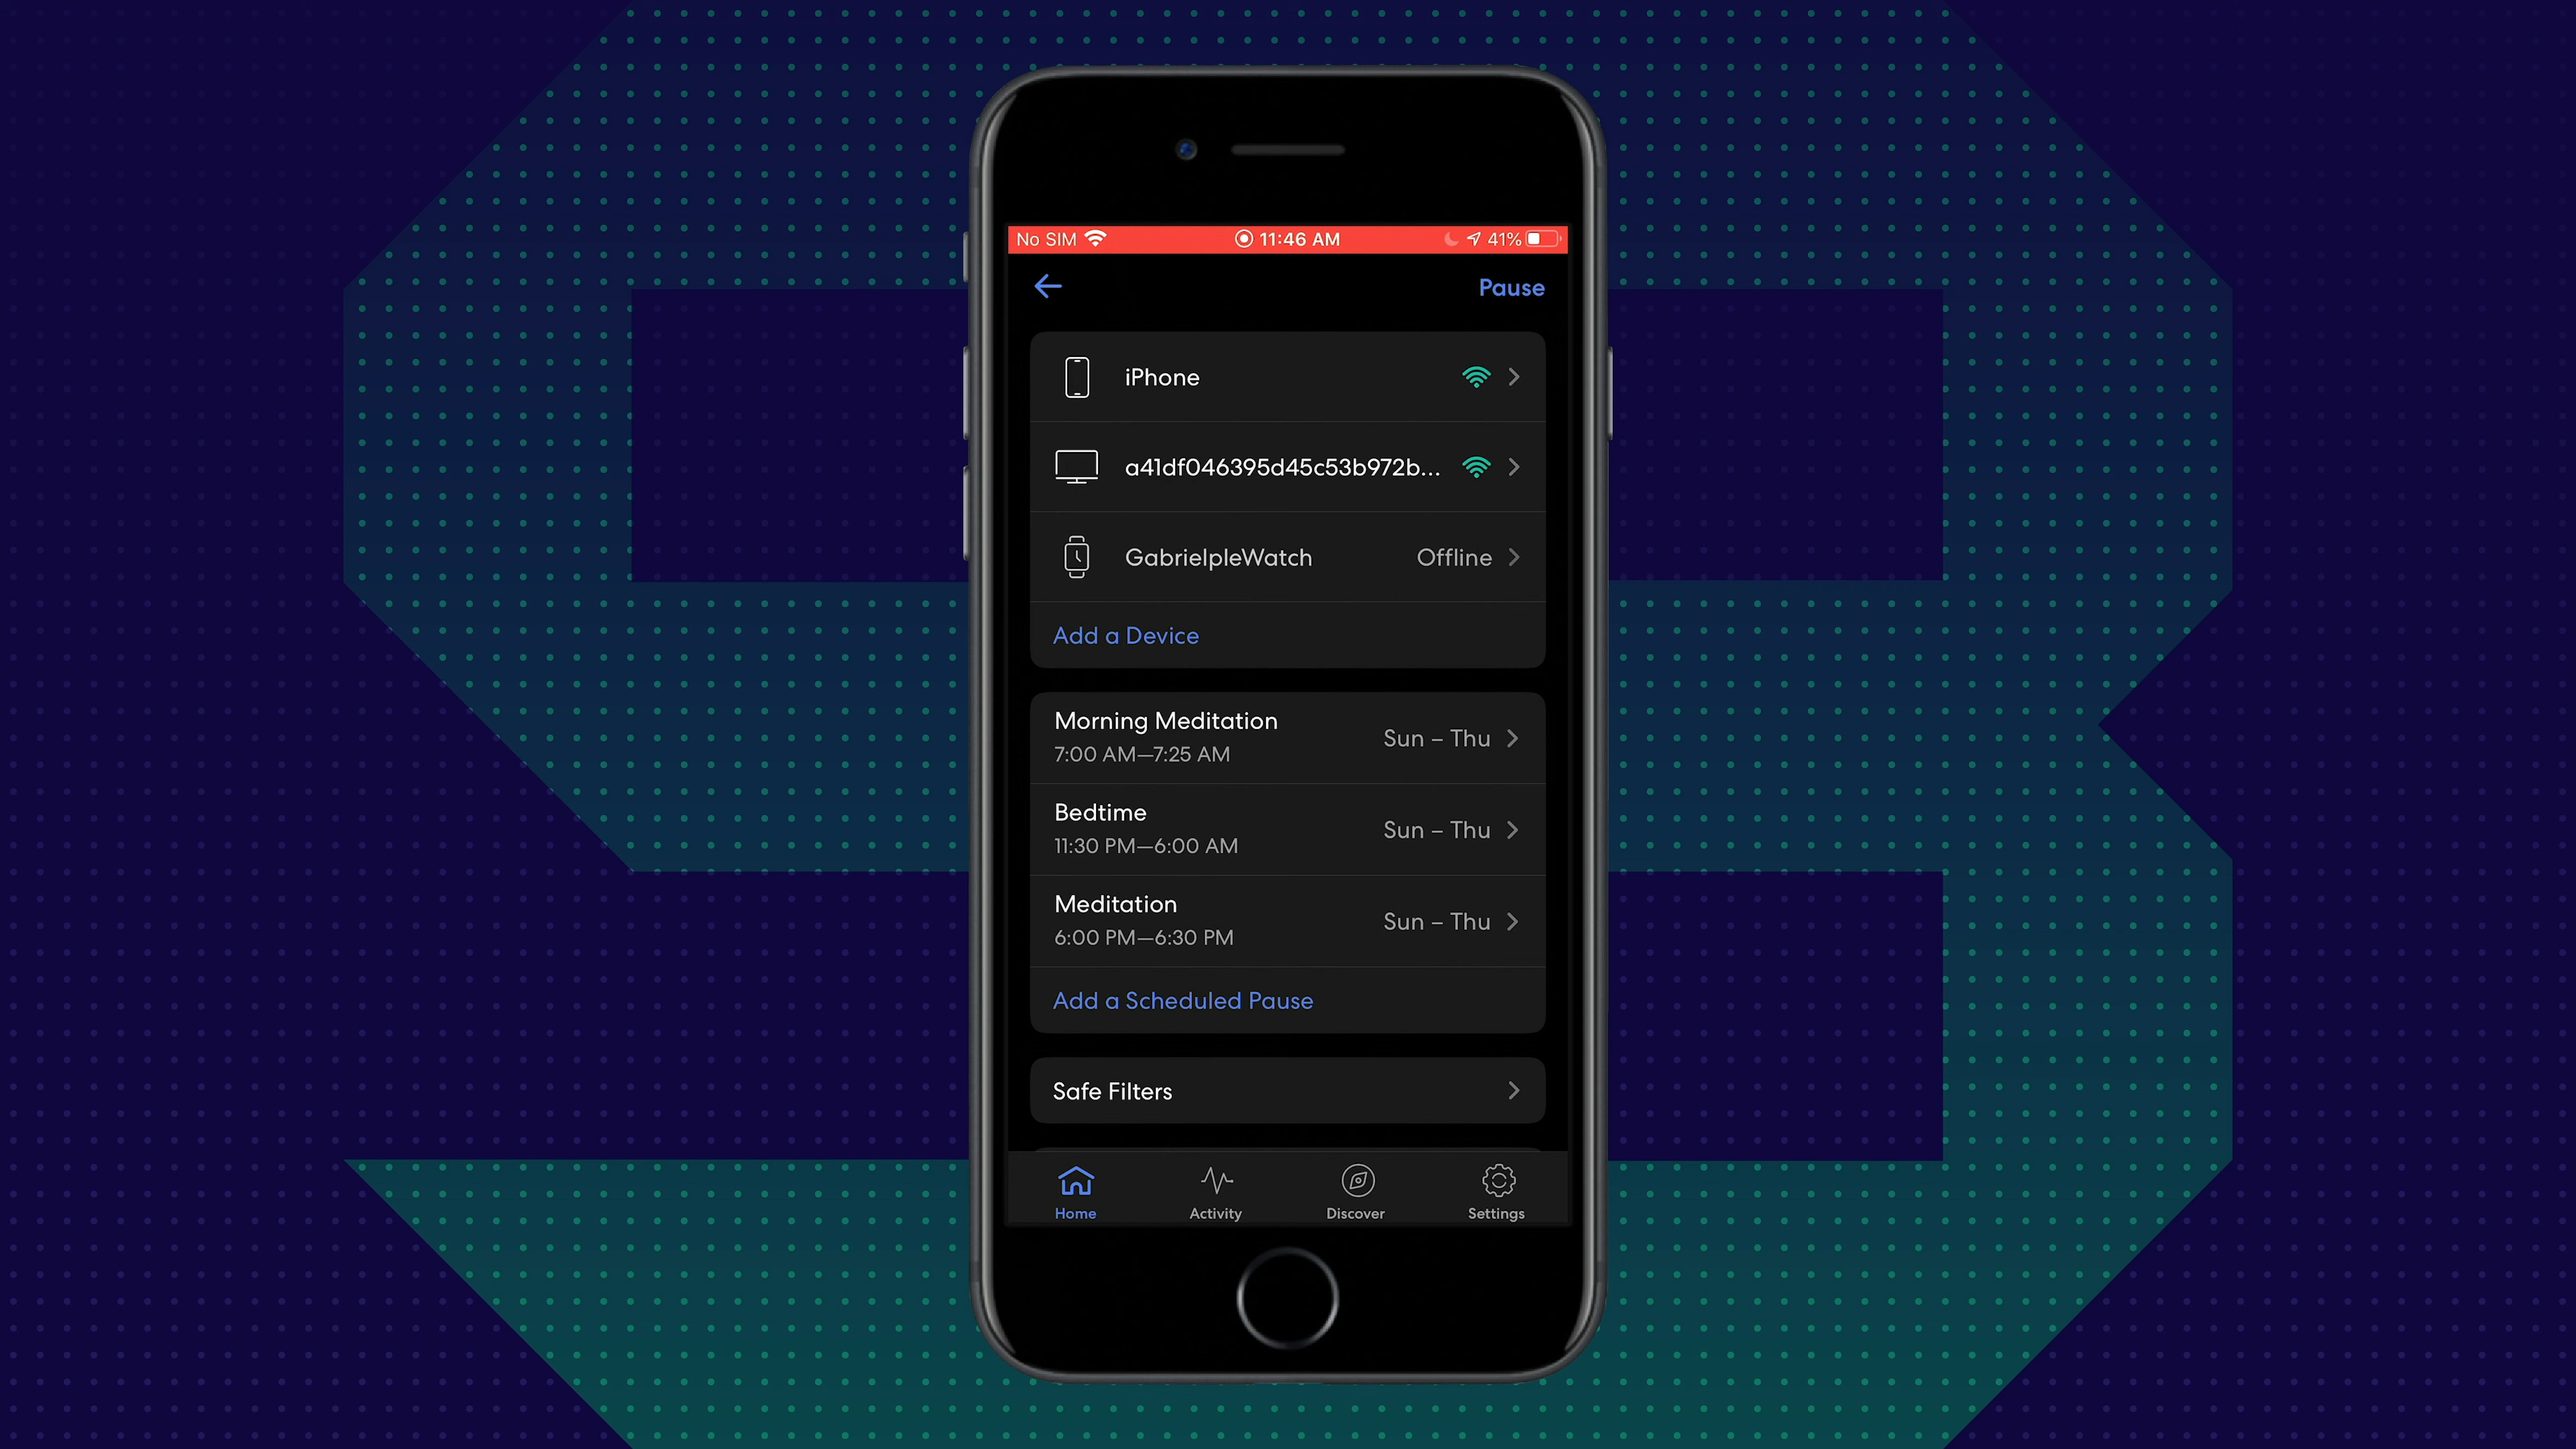 No SIM 11:46 AM 41%
Pause
iPhone
a41df046395d45c53b972b...
GabrielpleWatch Offline
Add a Device
Morning Meditation
7:00 AM—7:25 AM Sun – Thu
Bedtime
11:30 PM—6:00 AM Sun – Thu
Meditation
6:00 PM—6:30 PM Sun – Thu
Add a Scheduled Pause
Safe Filters
Home Activity Discover Settings